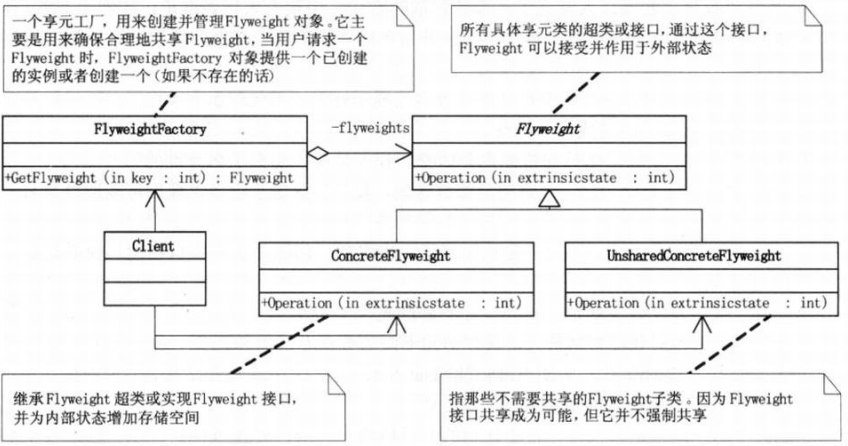 一个享元工厂，用来创建并管理Flyweight 对象。它主
要是用来确保合理地共享Flyweight，当用户请求一个
Flyweight 时，FlyweightFactory 对象提供一个已创建
的实例或者创建一个(如果不存在的话)
所有具体享元类的超类或接口，通过这个接口，
Flyweight 可以接受并作用于外部状态
FlyweightFactory
+GetFlyweight (in key : int) : Flyweight
-flyweights
Flyweight
+Operation (in extrinsicstate : int)
Client
ConcreteFlyweight
+Operation (in extrinsicstate : int)
UnsharedConcreteFlyweight
+Operation (in extrinsicstate : int)
继承Flyweight 超类或实现Flyweight 接口，
并为内部状态增加存储空间
指那些不需要共享的Flyweight子类。因为Flyweight
接口共享成为可能，但它并不强制共享